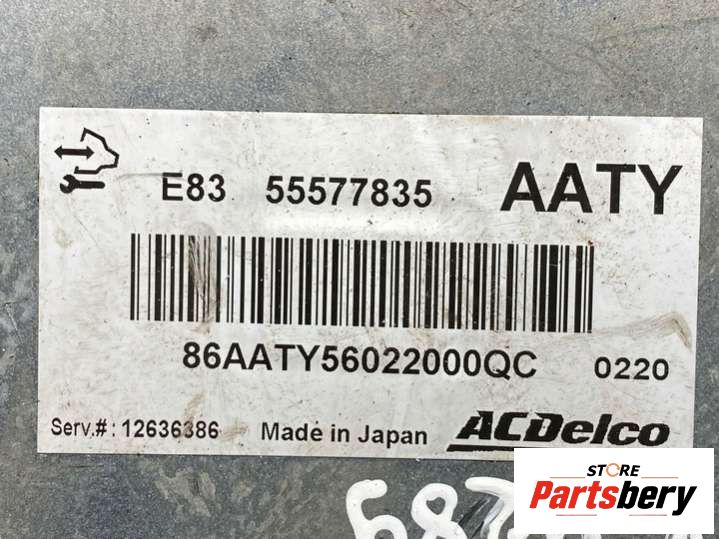 E83 55577835 AATY
86AATY56022000QC 0220
Serv.#: 12636386 Made in Japan ACDelco
STORE
Partsbery